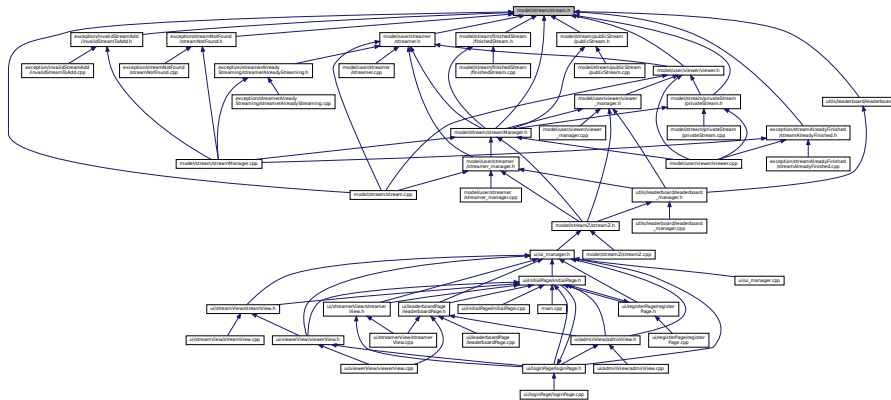 model/stream/stream.h
exception/invalidStreamAdd
/invalidStreamToAdd.h
exception/streamNotFound
/streamNotFound.h
model/user/streamer
/streamer.h
model/stream/finishedStream
/finishedStream.h
model/stream/publicStream
/publicStream.h
exception/invalidStreamAdd
/invalidStreamToAdd.cpp
exception/streamNotFound
/streamNotFound.cpp
exception/streamerAlready
Streaming/streamerAlreadyStreaming.h
model/user/streamer
/streamer.cpp
model/stream/finishedStream
/finishedStream.cpp
model/stream/publicStream
/publicStream.cpp
model/user/viewer/viewer.h
exception/streamerAlready
Streaming/streamerAlreadyStreaming.cpp
model/user/viewer/viewer
_manager.h
model/stream/privateStream
/privateStream.h
utils/leaderboard/leaderboard.h
model/stream/streamManager.h
model/user/viewer/viewer
_manager.cpp
model/stream/privateStream
/privateStream.cpp
exception/streamAlreadyFinished
/streamAlreadyFinished.h
model/stream/streamManager.cpp
model/user/streamer
/streamer_manager.h
model/user/viewer/viewer.cpp
exception/streamAlreadyFinished
/streamAlreadyFinished.cpp
model/stream/stream.cpp
model/user/streamer
/streamer_manager.cpp
utils/leaderboard/leaderboard
_manager.h
model/streamZ/streamZ.h
utils/leaderboard/leaderboard
_manager.cpp
ui/ui_manager.h
model/streamZ/streamZ.cpp
ui/initialPage/initialPage.h
ui/ui_manager.cpp
ui/streamView/streamView.h
ui/streamerView/streamer
View.h
ui/leaderboardPage
/leaderboardPage.h
ui/initialPage/initialPage.cpp
main.cpp
ui/registerPage/register
Page.h
ui/streamView/streamView.cpp
ui/viewerView/viewerView.h
ui/streamerView/streamer
View.cpp
ui/leaderboardPage
/leaderboardPage.cpp
ui/adminView/adminView.h
ui/registerPage/register
Page.cpp
ui/viewerView/viewerView.cpp
ui/loginPage/loginPage.h
ui/adminView/adminView.cpp
ui/loginPage/loginPage.cpp